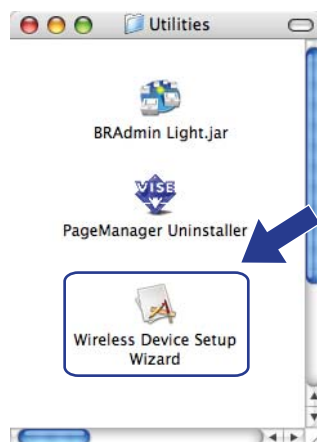 Utilities
BRAdmin Light.jar
VISE
PageManager Uninstaller
Wireless Device Setup
Wizard